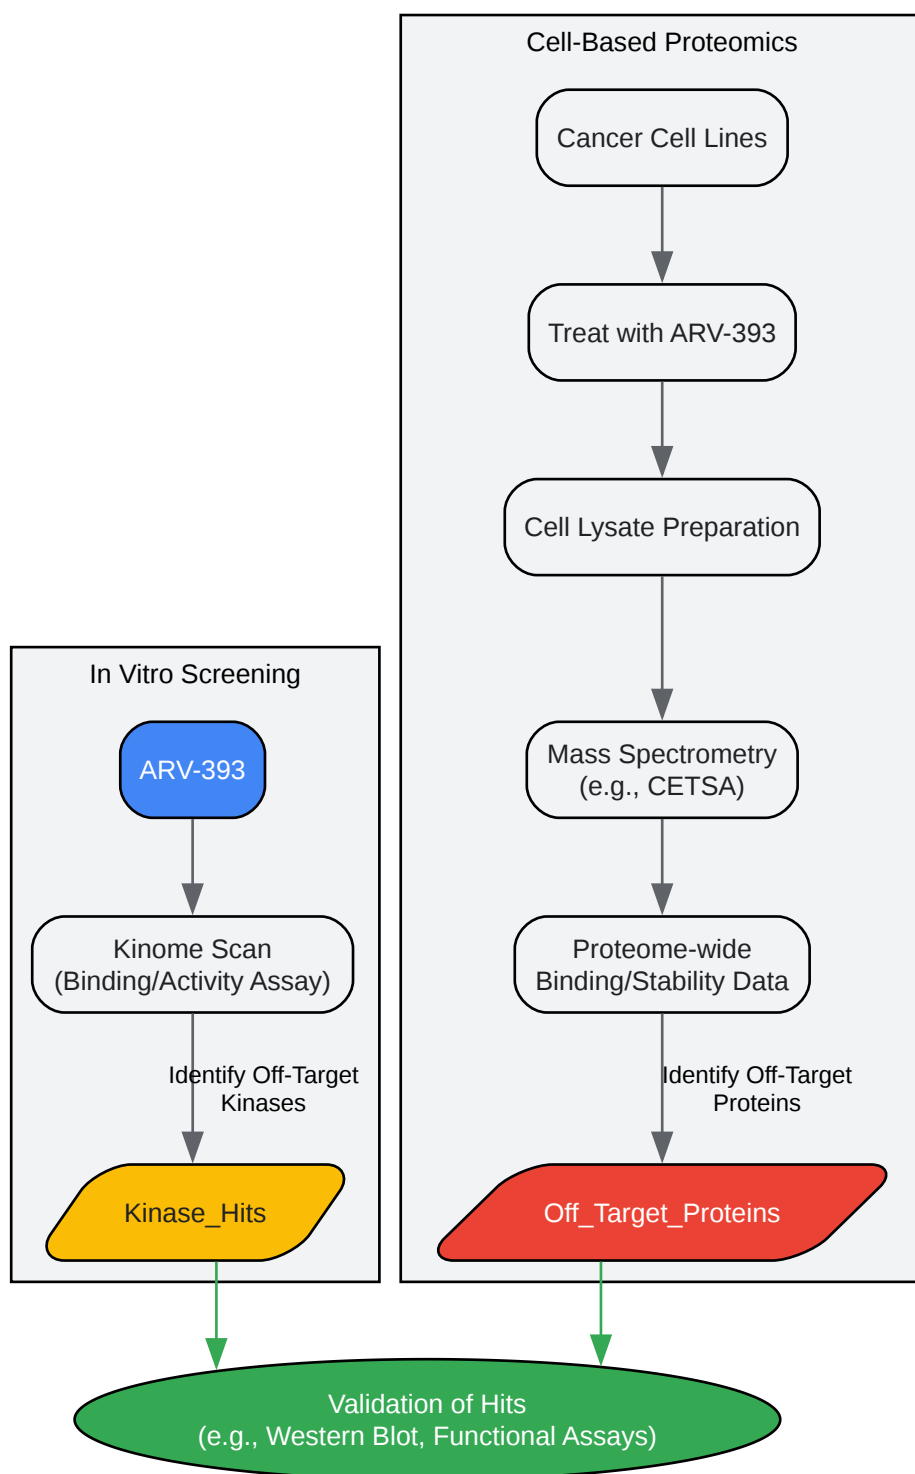 Cell-Based Proteomics
Cancer Cell Lines
Treat with ARV-393
Cell Lysate Preparation
Mass Spectrometry
(e.g., CETSA)
Proteome-wide
Binding/Stability Data
Identify Off-Target
Proteins
Off_Target_Proteins
In Vitro Screening
ARV-393
Kinome Scan
(Binding/Activity Assay)
Identify Off-Target
Kinases
Kinase_Hits
Validation of Hits
(e.g., Western Blot, Functional Assays)